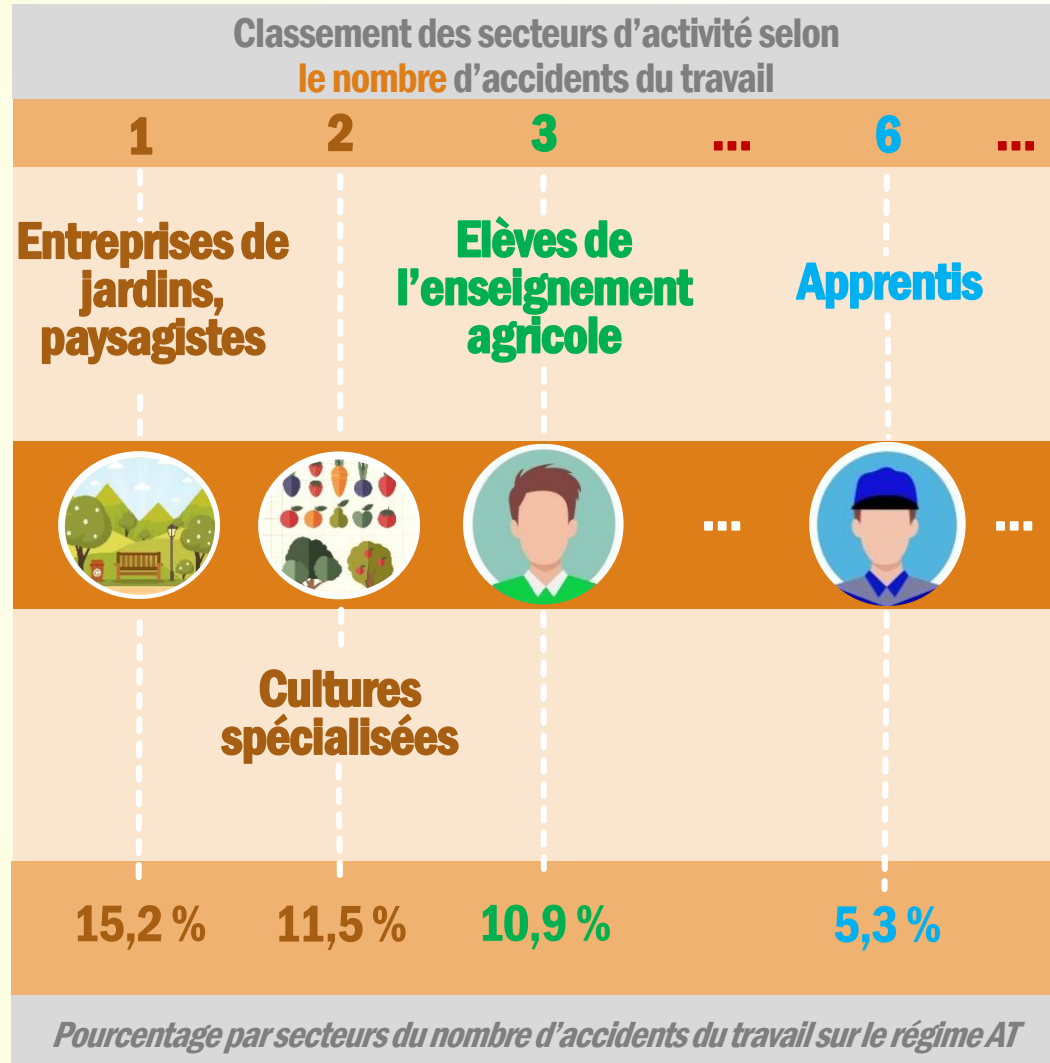 Classement des secteurs d’activité selon
le nombre d’accidents du travail
1 2 3 ... 6 ...
Entreprises de
jardins,
paysagistes
Elèves de
l’enseignement
agricole
Apprentis
... ...
Cultures
spécialisées
15,2 % 11,5 % 10,9 % 5,3 %
Pourcentage par secteurs du nombre d’accidents du travail sur le régime AT